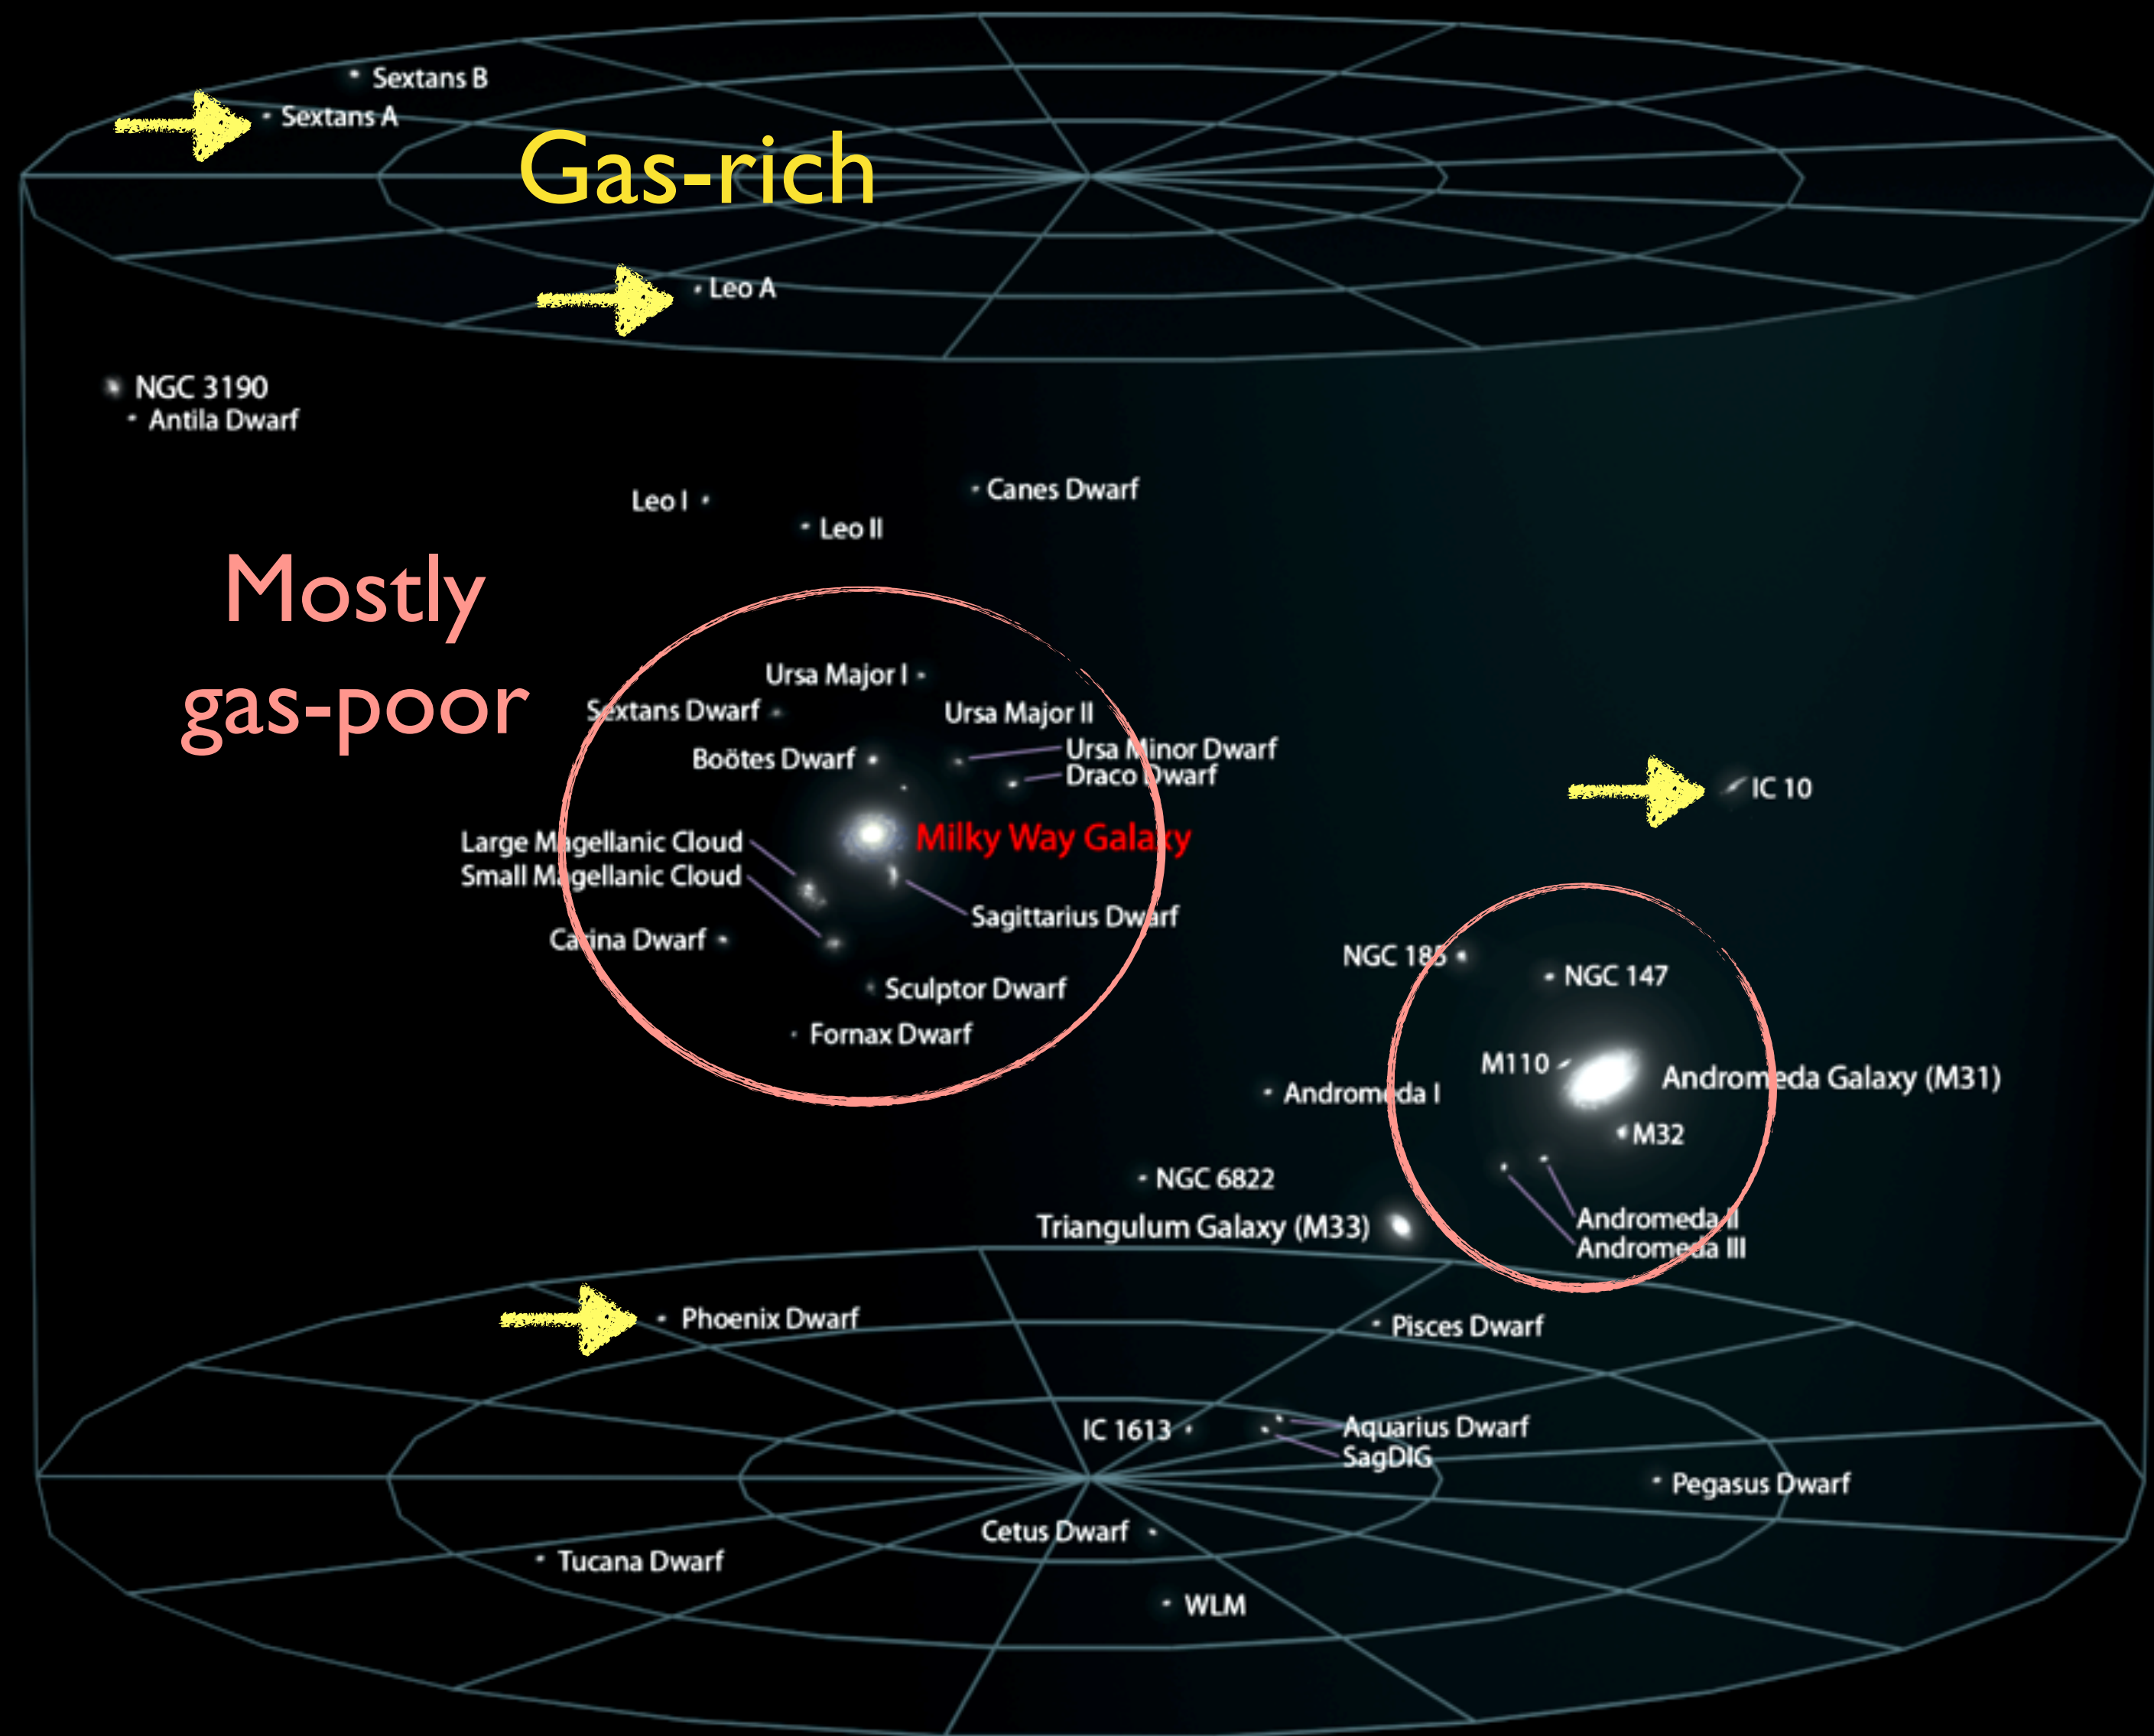 Sextans B
Sextans A
Gas-rich
Leo A
NGC 3190
Antila Dwarf
Leo I
Canes Dwarf
Leo II
Mostly
gas-poor
Ursa Major I
Sextans Dwarf
Ursa Major II
Boötes Dwarf
Ursa Minor Dwarf
Draco Dwarf
IC 10
Milky Way Galaxy
Large Magellanic Cloud
Small Magellanic Cloud
Sagittarius Dwarf
Carina Dwarf
NGC 185
NGC 147
Sculptor Dwarf
Fornax Dwarf
M110
Andromeda Galaxy (M31)
Andromeda I
M32
NGC 6822
Triangulum Galaxy (M33)
Andromeda II
Andromeda III
Phoenix Dwarf
Pisces Dwarf
IC 1613
Aquarius Dwarf
SagDIG
Pegasus Dwarf
Cetus Dwarf
Tucana Dwarf
WLM